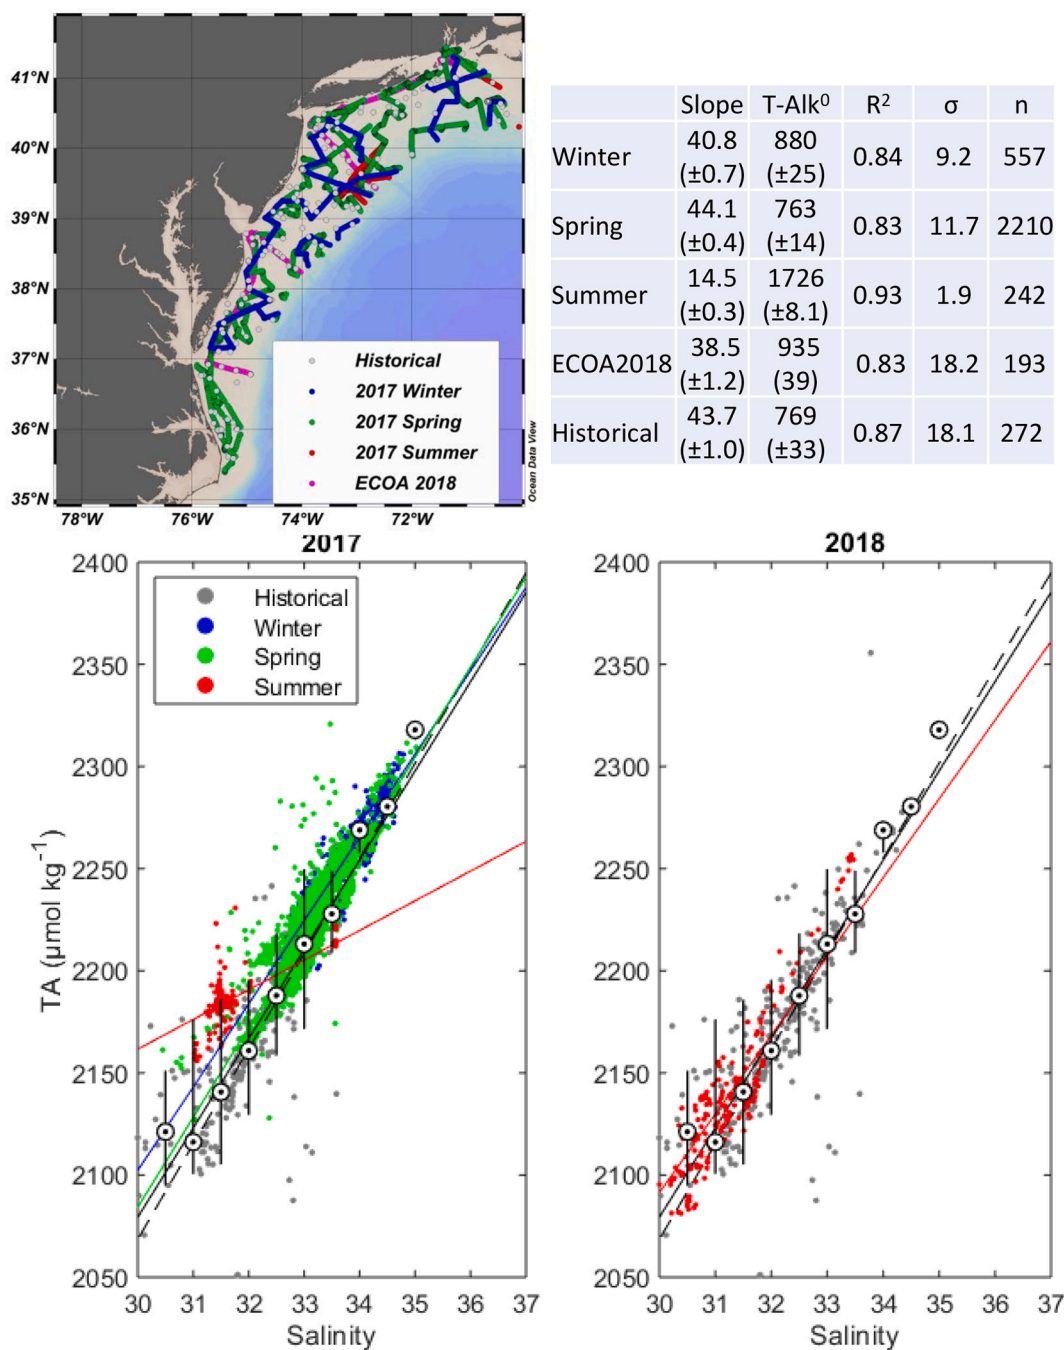 41°N
40°N
39°N
38°N
37°N
36°N
35°N
78°W
76°W
74°W
72°W
Historical
2017 Winter
2017 Spring
2017 Summer
ECOA 2018
Ocean Data View
Slope T-Alk⁰ R² σ n
Winter 40.8 (±0.7) 880 (±25) 0.84 9.2 557
Spring 44.1 (±0.4) 763 (±14) 0.83 11.7 2210
Summer 14.5 (±0.3) 1726 (±8.1) 0.93 1.9 242
ECOA2018 38.5 (±1.2) 935 (39) 0.83 18.2 193
Historical 43.7 (±1.0) 769 (±33) 0.87 18.1 272
2017
2400
2350
2300
2250
2200
2150
2100
2050
TA (µmol kg⁻¹)
Historical
Winter
Spring
Summer
30 31 32 33 34 35 36 37
Salinity
2018
2400
2350
2300
2250
2200
2150
2100
2050
30 31 32 33 34 35 36 37
Salinity